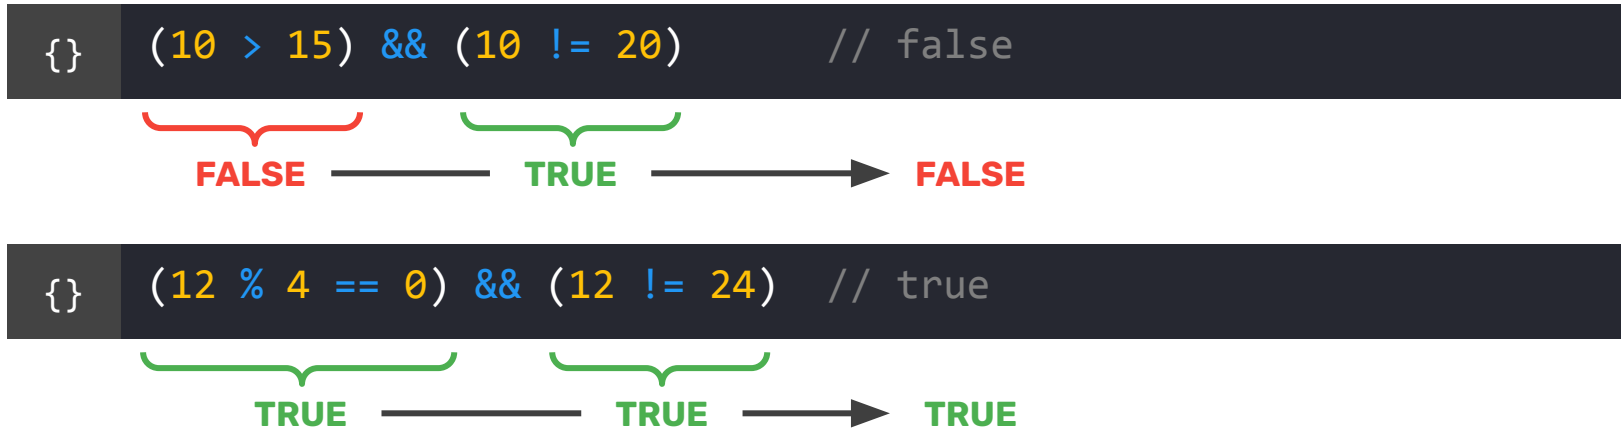 {} (10 > 15) && (10 != 20) // false
FALSE TRUE FALSE
{} (12 % 4 == 0) && (12 != 24) // true
TRUE TRUE TRUE